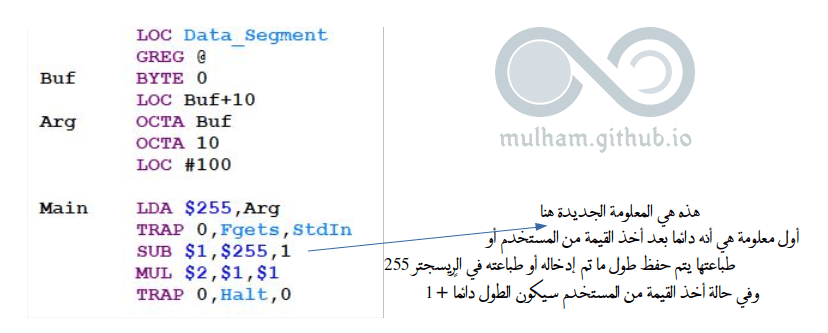 LOC Data_Segment
GREG @
Buf BYTE 0
LOC Buf+10
Arg OCTA Buf
OCTA 10
LOC #100
Main LDA $255,Arg
TRAP 0,Fgets,StdIn
SUB $1,$255,1
MUL $2,$1,$1
TRAP 0,Halt,0
mulham.github.io
هذه هي المعلومة الجديدة هنا
أول معلومة هي أنه دائما بعد أخذ القيمة من المستخدم أو
طباعتها يتم حفظ طول ما تم إدخاله أو طباعته في الريسجتر 255
وفي حالة أخذ القيمة من المستخدم سيكون الطول دائما +1